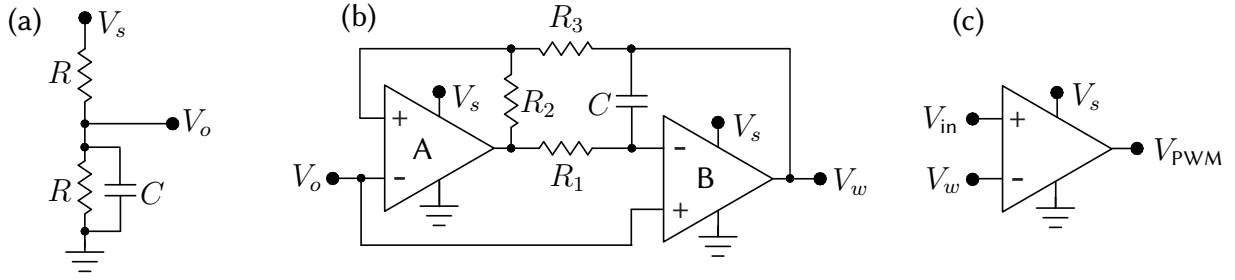 (a)
V_s
R
V_o
R
C
(b)
R_3
V_s
R_2
C
+
A
-
R_1
V_s
-
B
+
V_o
V_w
(c)
V_s
V_in
+
V_w
-
V_PWM